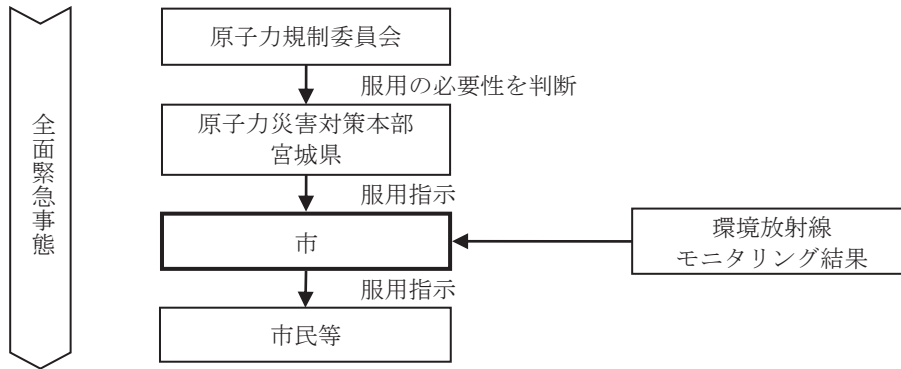 原子力規制委員会
服用の必要性を判断
原子力災害対策本部
宮城県
服用指示
市
環境放射線
モニタリング結果
服用指示
市民等
全面緊急事態